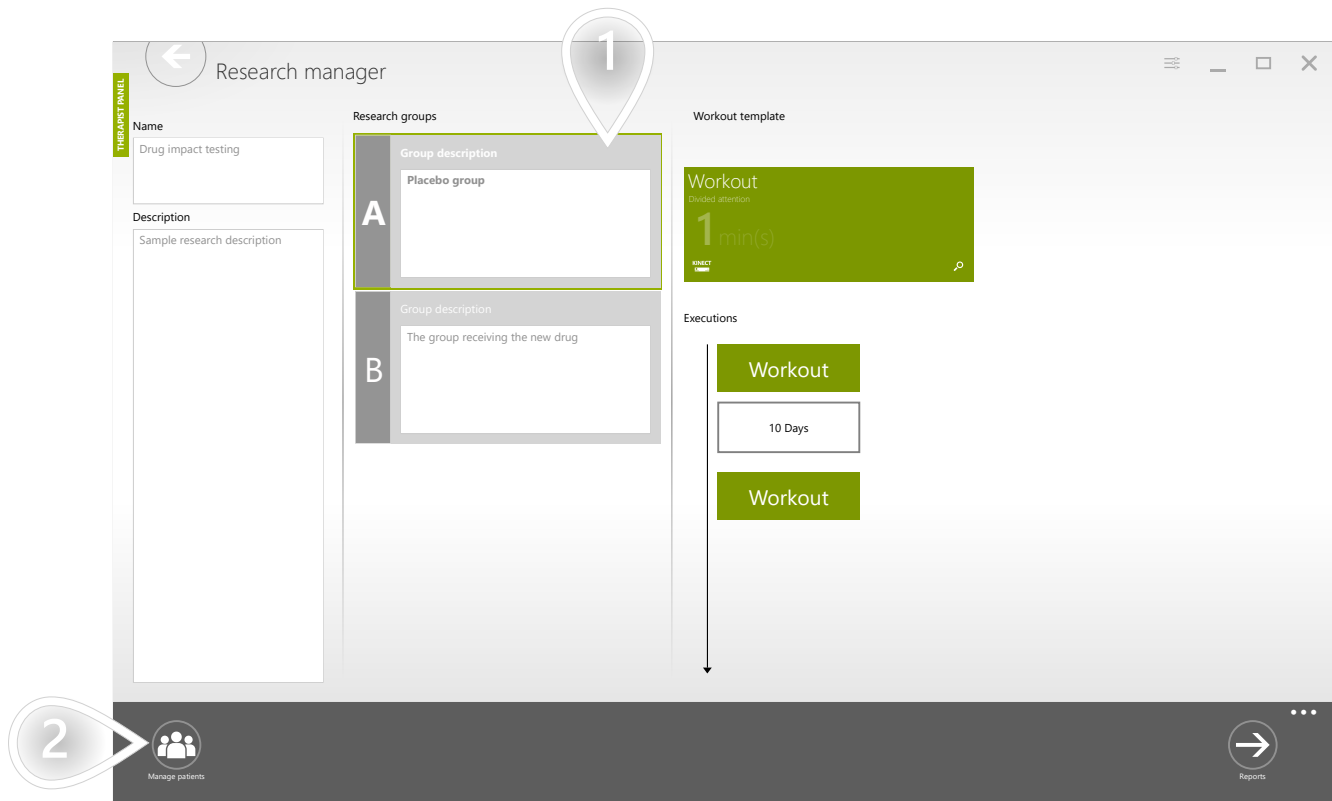 1
Research manager
THERAPIST PANEL
Name
Drug impact testing
Description
Sample research description
Research groups
A
Group description
Placebo group
B
Group description
The group receiving the new drug
Workout template
Workout
Divided attention
1 min(s)
KINECT
Executions
Workout
10 Days
Workout
2
Manage patients
Reports